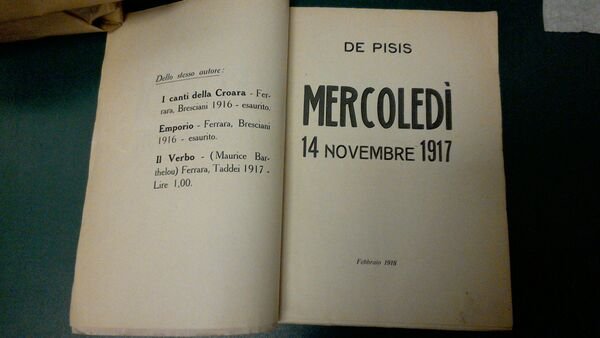 Dello stesso autore:
I canti della Croara - Fer-
rara, Bresciani 1916 - esaurito.
Emporio - Ferrara, Bresciani
1916 - esaurito.
Il Verbo - (Maurice Bar-
thelou) Ferrara, Taddei 1917 -
Lire 1,00.
DE PISIS
MERCOLEDÌ
14 NOVEMBRE 1917
Febbraio 1918